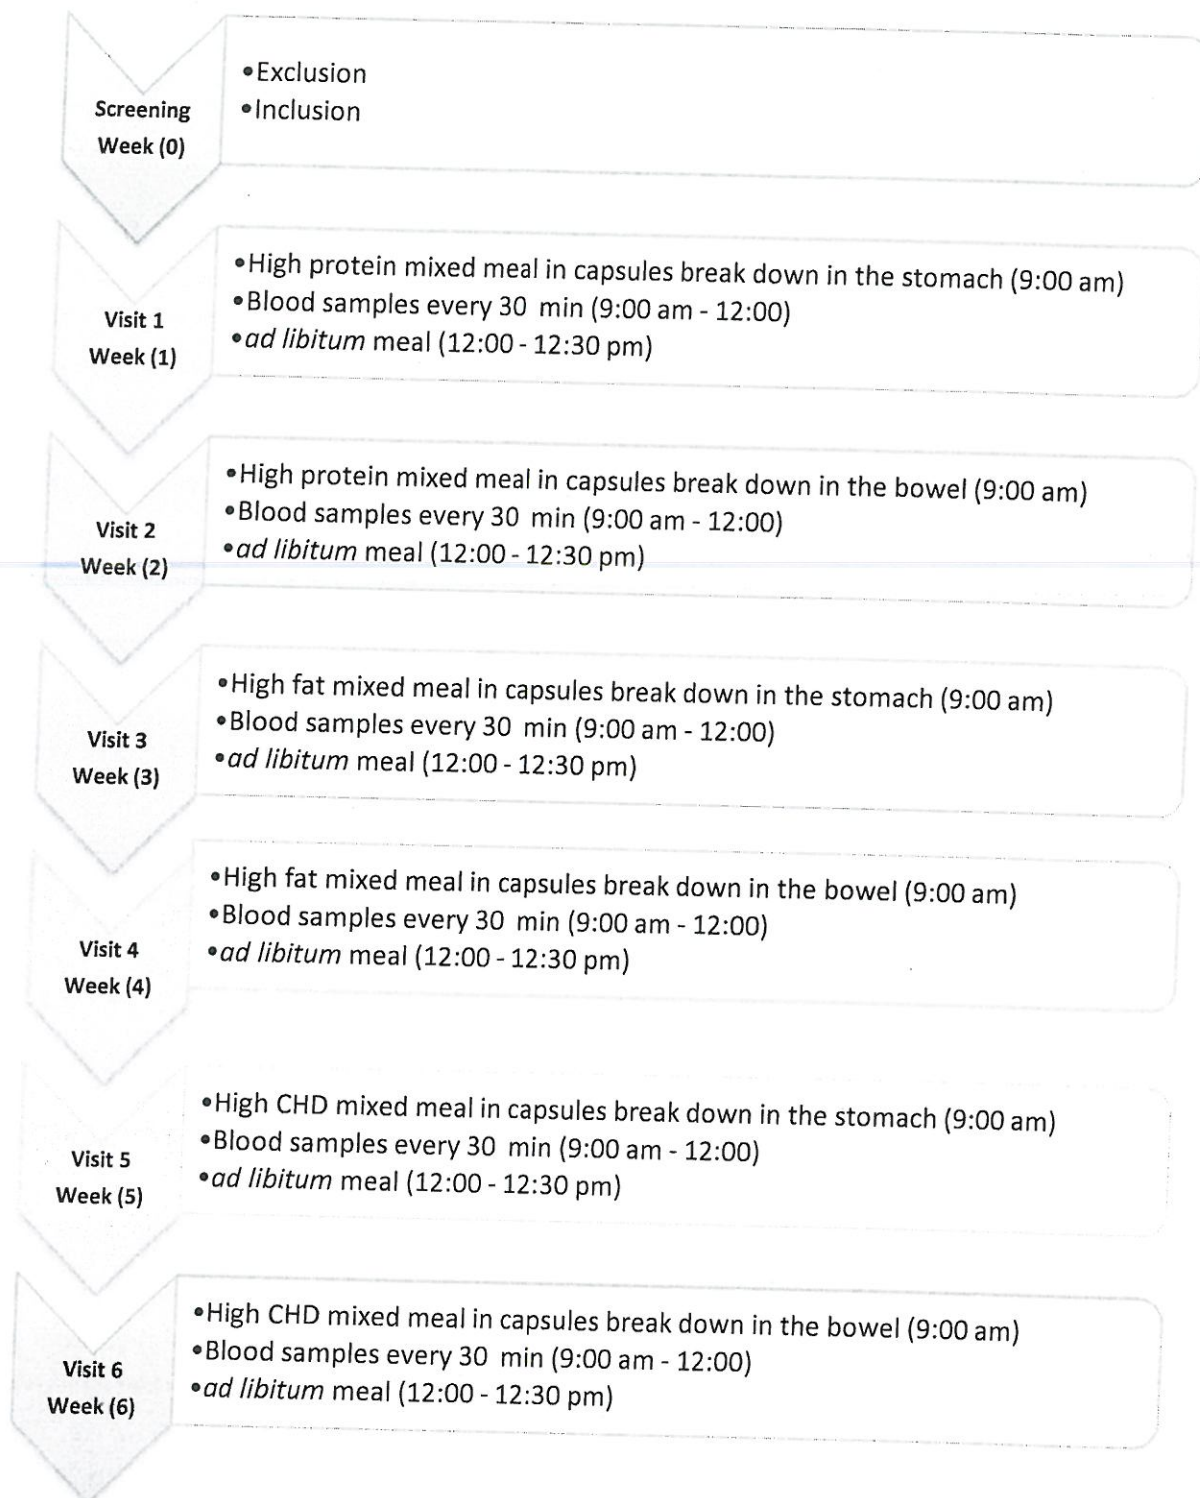 Screening
Week (0)
•Exclusion
•Inclusion
Visit 1
Week (1)
•High protein mixed meal in capsules break down in the stomach (9:00 am)
•Blood samples every 30 min (9:00 am - 12:00)
•ad libitum meal (12:00 - 12:30 pm)
Visit 2
Week (2)
•High protein mixed meal in capsules break down in the bowel (9:00 am)
•Blood samples every 30 min (9:00 am - 12:00)
•ad libitum meal (12:00 - 12:30 pm)
Visit 3
Week (3)
•High fat mixed meal in capsules break down in the stomach (9:00 am)
•Blood samples every 30 min (9:00 am - 12:00)
•ad libitum meal (12:00 - 12:30 pm)
Visit 4
Week (4)
•High fat mixed meal in capsules break down in the bowel (9:00 am)
•Blood samples every 30 min (9:00 am - 12:00)
•ad libitum meal (12:00 - 12:30 pm)
Visit 5
Week (5)
•High CHD mixed meal in capsules break down in the stomach (9:00 am)
•Blood samples every 30 min (9:00 am - 12:00)
•ad libitum meal (12:00 - 12:30 pm)
Visit 6
Week (6)
•High CHD mixed meal in capsules break down in the bowel (9:00 am)
•Blood samples every 30 min (9:00 am - 12:00)
•ad libitum meal (12:00 - 12:30 pm)